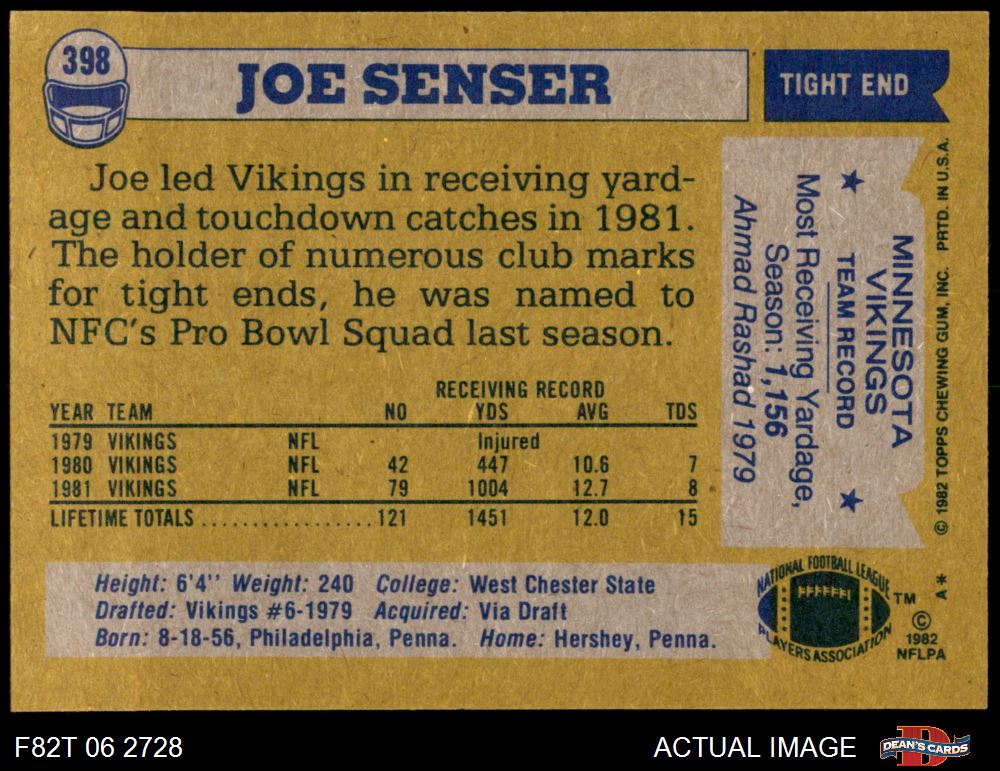 398
JOE SENSER
TIGHT END
Joe led Vikings in receiving yard-
age and touchdown catches in 1981.
The holder of numerous club marks
for tight ends, he was named to
NFC's Pro Bowl Squad last season.
RECEIVING RECORD
YEAR TEAM NO YDS AVG TDS
1979 VIKINGS NFL Injured
1980 VIKINGS NFL 42 447 10.6 7
1981 VIKINGS NFL 79 1004 12.7 8
LIFETIME TOTALS.................121 1451 12.0 15
Height: 6'4" Weight: 240 College: West Chester State
Drafted: Vikings #6-1979 Acquired: Via Draft
Born: 8-18-56, Philadelphia, Penna. Home: Hershey, Penna.
MINNESOTA
VIKINGS
★ TEAM RECORD ★
Most Receiving Yardage,
Season: 1,156
Ahmad Rashad 1979
© 1982 TOPPS CHEWING GUM, INC. PRTD. IN U.S.A.
A*
NATIONAL FOOTBALL LEAGUE
PLAYERS ASSOCIATION
TM
©
1982
NFLPA
F82T 06 2728
ACTUAL IMAGE
DEAN'S CARDS